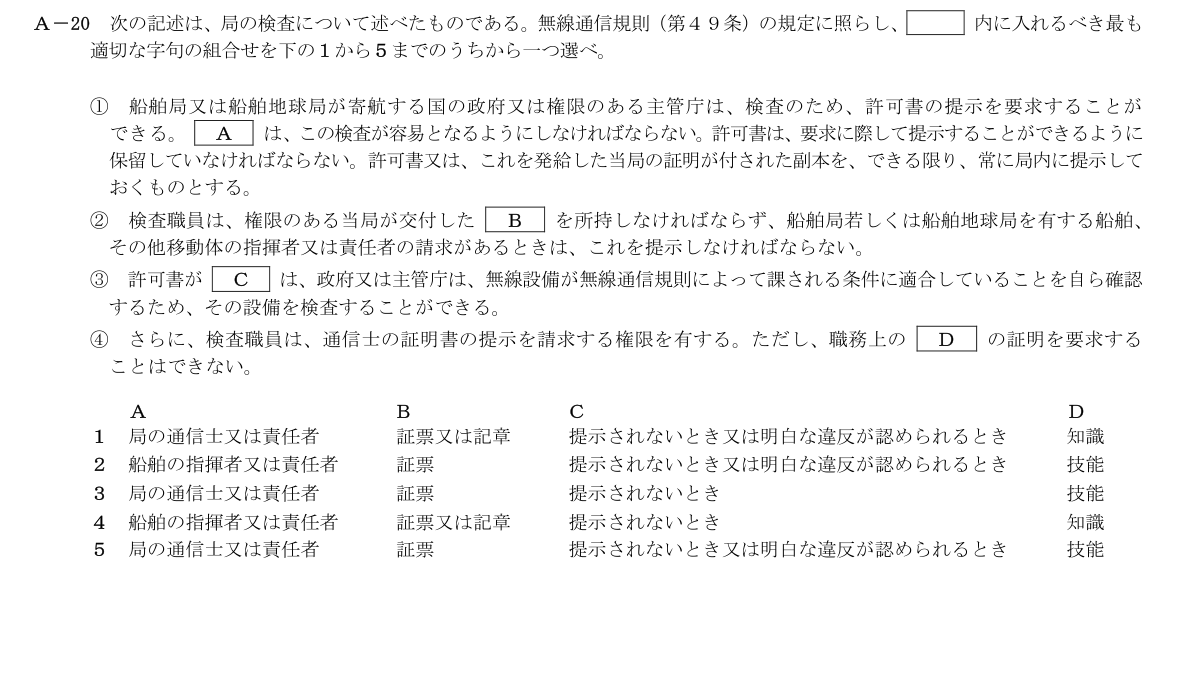 A－20　次の記述は、局の検査について述べたものである。無線通信規則（第４９条）の規定に照らし、　　　内に入れるべき最も
適切な字句の組合せを下の1から5までのうちから一つ選べ。
①　船舶局又は船舶地球局が寄航する国の政府又は権限のある主管庁は、検査のため、許可書の提示を要求することが
できる。 A は、この検査が容易となるようにしなければならない。許可書は、要求に際して提示することができるように
保留していなければならない。許可書又は、これを発給した当局の証明が付された副本を、できる限り、常に局内に提示して
おくものとする。
②　検査職員は、権限のある当局が交付した B を所持しなければならず、船舶局若しくは船舶地球局を有する船舶、
その他移動体の指揮者又は責任者の請求があるときは、これを提示しなければならない。
③　許可書が C は、政府又は主管庁は、無線設備が無線通信規則によって課される条件に適合していることを自ら確認
するため、その設備を検査することができる。
④　さらに、検査職員は、通信士の証明書の提示を請求する権限を有する。ただし、職務上の D の証明を要求する
ことはできない。
A　B　C　D
1　局の通信士又は責任者　証票又は記章　提示されないとき又は明白な違反が認められるとき　知識
2　船舶の指揮者又は責任者　証票　提示されないとき又は明白な違反が認められるとき　技能
3　局の通信士又は責任者　証票　提示されないとき　技能
4　船舶の指揮者又は責任者　証票又は記章　提示されないとき　知識
5　局の通信士又は責任者　証票　提示されないとき又は明白な違反が認められるとき　技能